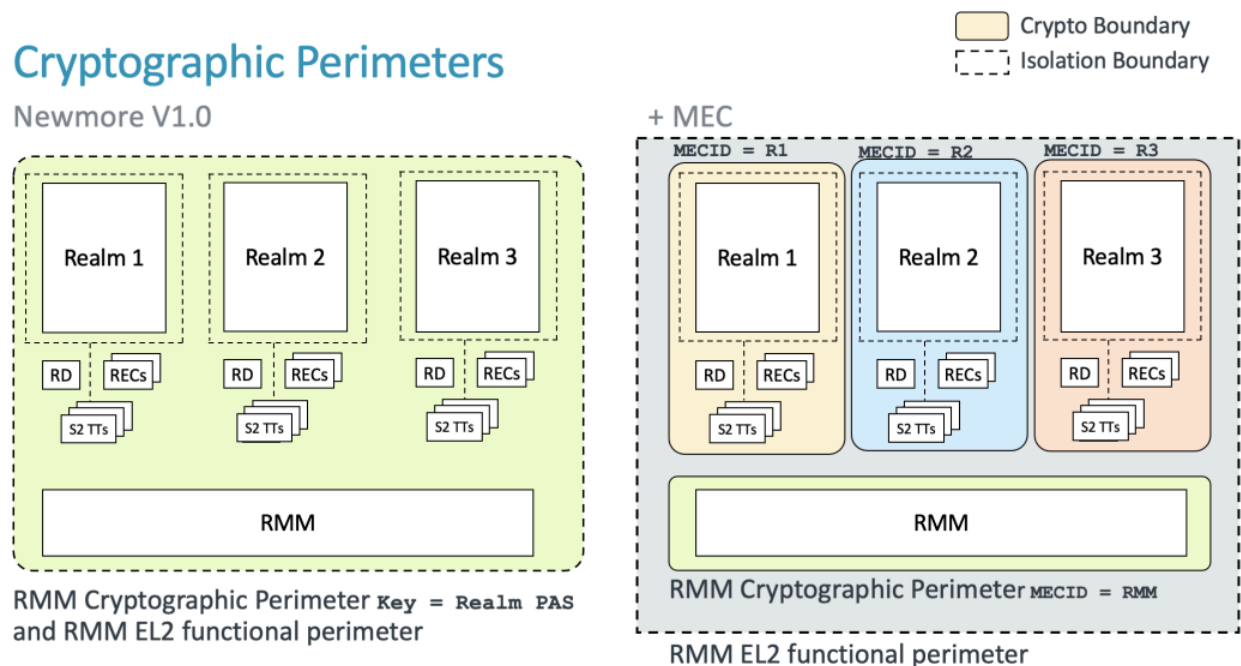 Crypto Boundary
Isolation Boundary
Cryptographic Perimeters
Newmore V1.0
Realm 1
Realm 2
Realm 3
RD
RECs
RD
RECs
RD
RECs
S2 TTs
S2 TTs
S2 TTs
RMM
RMM Cryptographic Perimeter Key = Realm PAS
and RMM EL2 functional perimeter
+ MEC
MECID = R1
MECID = R2
MECID = R3
Realm 1
Realm 2
Realm 3
RD
RECs
RD
RECs
RD
RECs
S2 TTs
S2 TTs
S2 TTs
RMM
RMM Cryptographic Perimeter MECID = RMM
RMM EL2 functional perimeter